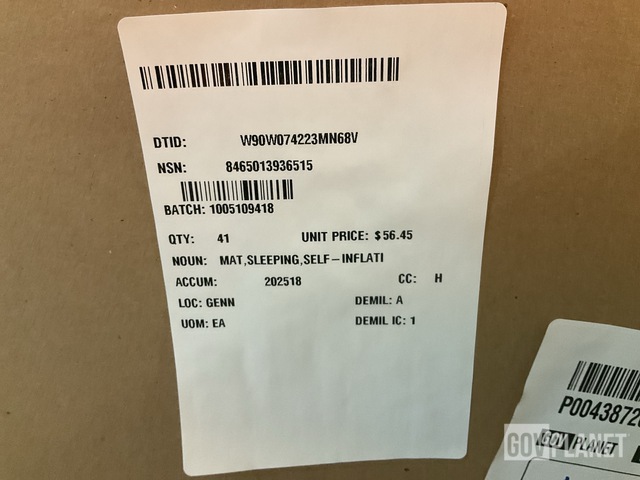 DTID: W90W074223MN68V
NSN: 8465013936515
BATCH: 1005109418
QTY: 41 UNIT PRICE: $56.45
NOUN: MAT,SLEEPING,SELF-INFLATI
ACCUM: 202518 CC: H
LOC: GENN DEMIL: A
UOM: EA DEMIL IC: 1
GOVPLANET
GOVPLANET